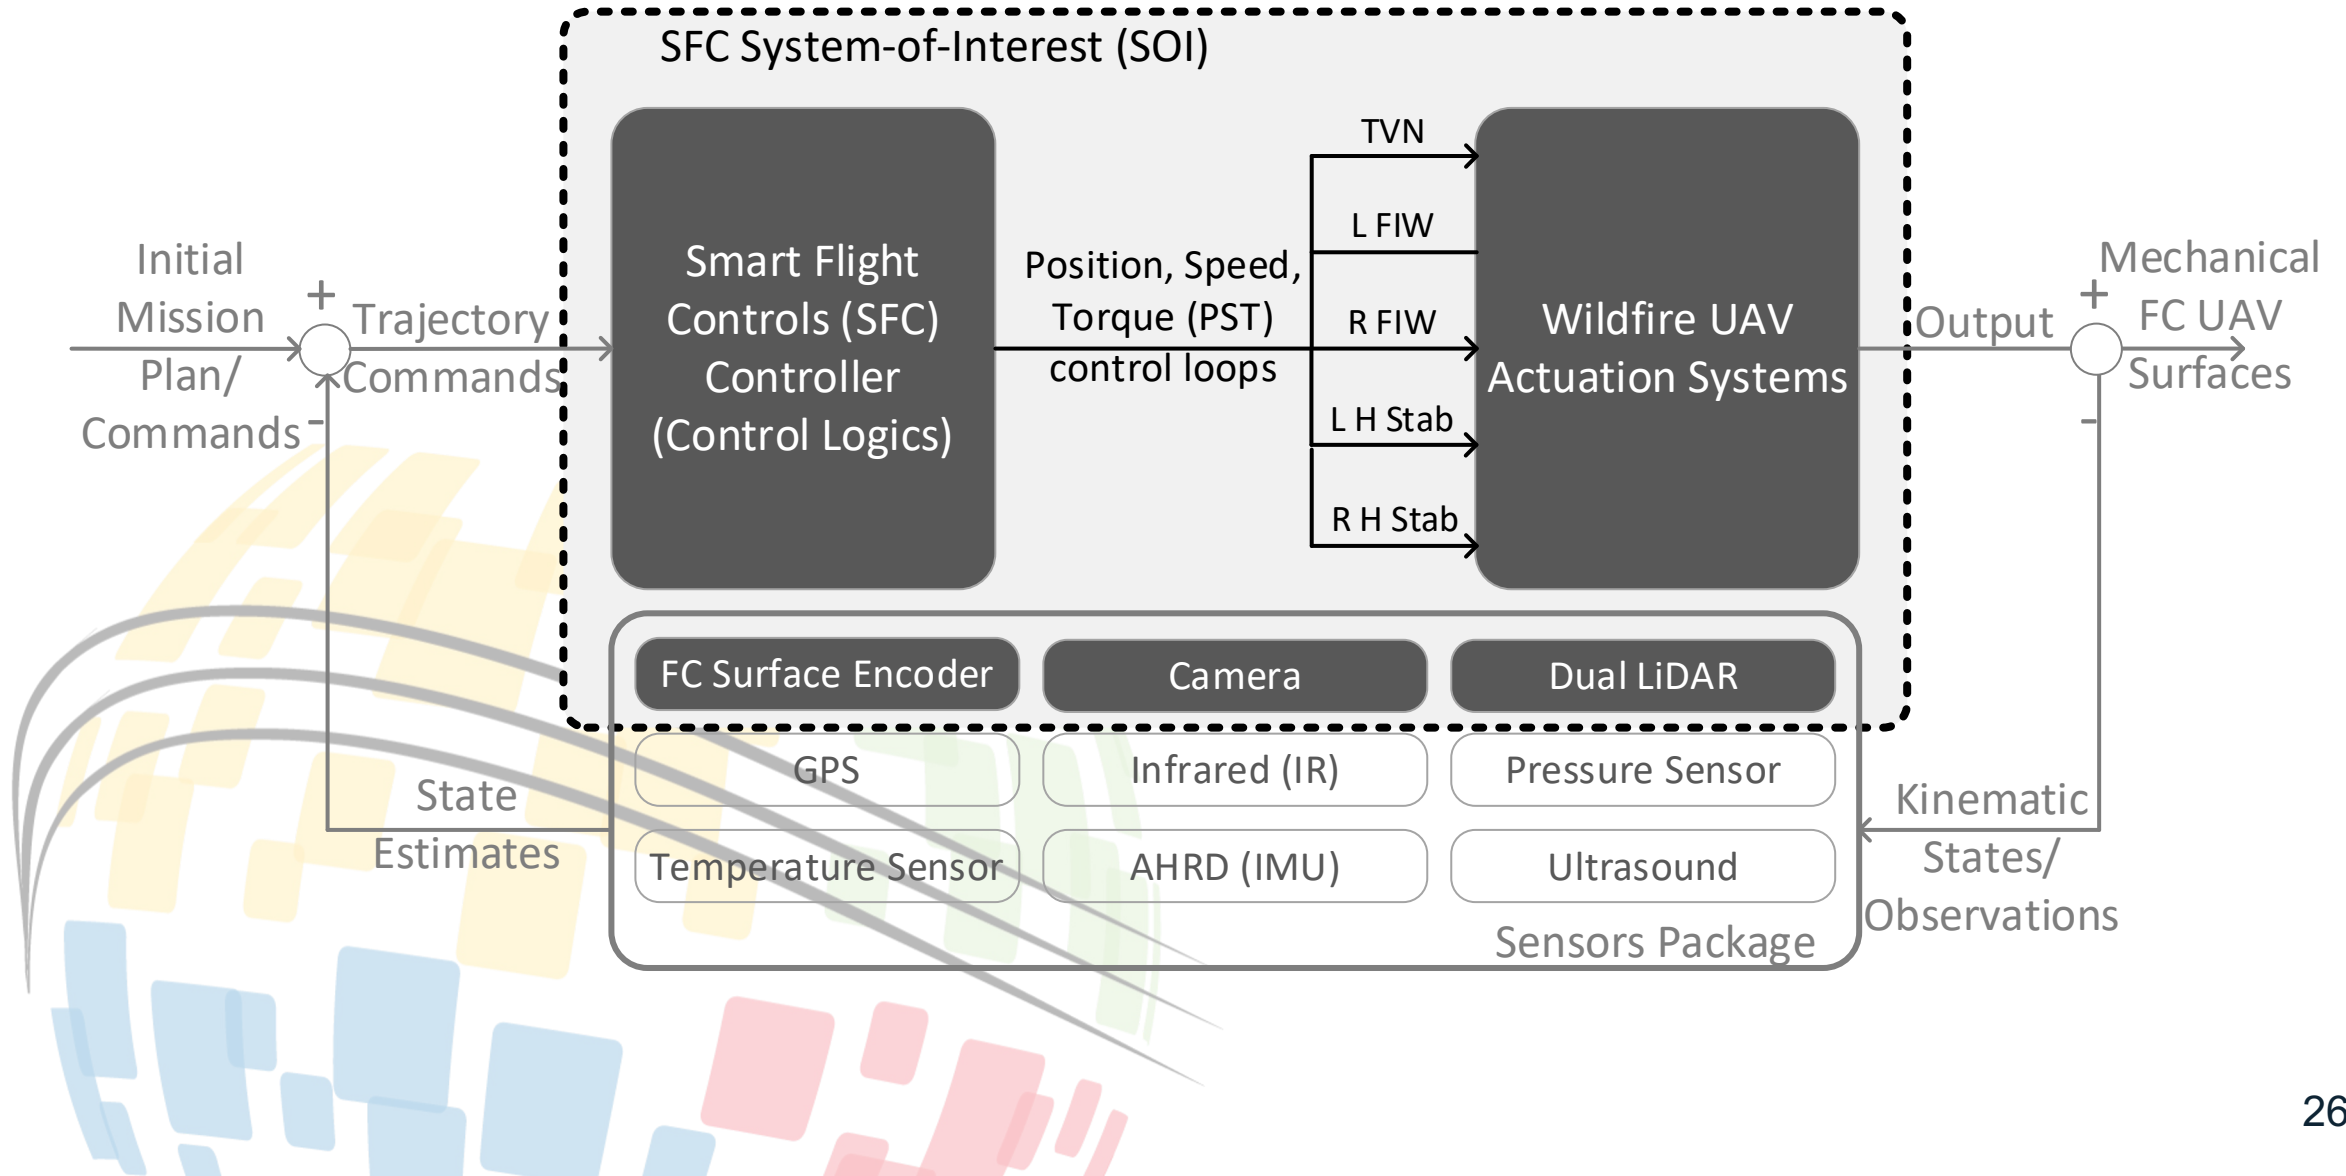 SFC System-of-Interest (SOI)
Initial
Mission
Plan/
Commands
+
-
Trajectory
Commands
Smart Flight
Controls (SFC)
Controller
(Control Logics)
Position, Speed,
Torque (PST)
control loops
TVN
L FIW
R FIW
L H Stab
R H Stab
Wildfire UAV
Actuation Systems
Output
+
-
Mechanical
FC UAV
Surfaces
FC Surface Encoder
Camera
Dual LiDAR
GPS
Infrared (IR)
Pressure Sensor
Temperature Sensor
AHRD (IMU)
Ultrasound
Sensors Package
State
Estimates
Kinematic
States/
Observations
26